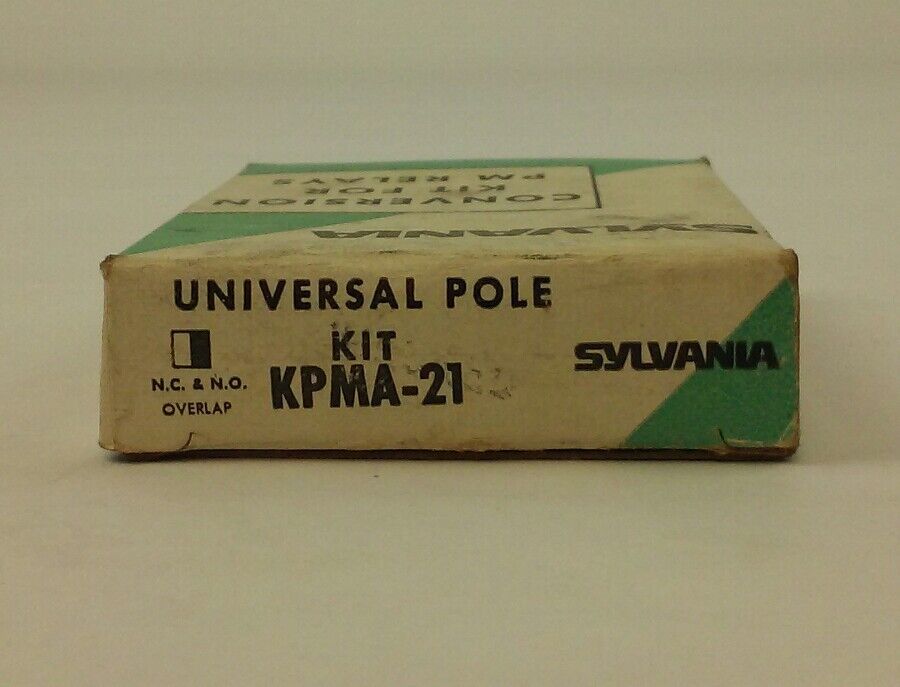 CONVERSION
KIT FOR
PM RELAYS
SYLVANIA
UNIVERSAL POLE
KIT
KPMA-21
N.C. & N.O.
OVERLAP
SYLVANIA